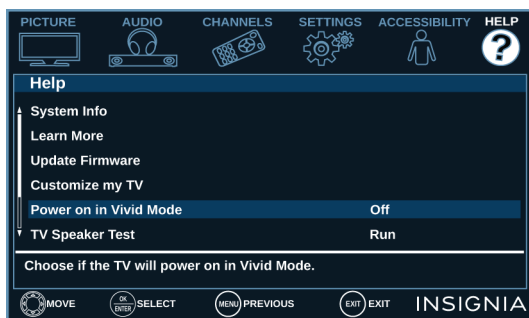 PICTURE AUDIO CHANNELS SETTINGS ACCESSIBILITY HELP
?
Help
System Info
Learn More
Update Firmware
Customize my TV
Power on in Vivid Mode Off
TV Speaker Test Run
Choose if the TV will power on in Vivid Mode.
MOVE OK ENTER SELECT MENU PREVIOUS EXIT EXIT INSIGNIA